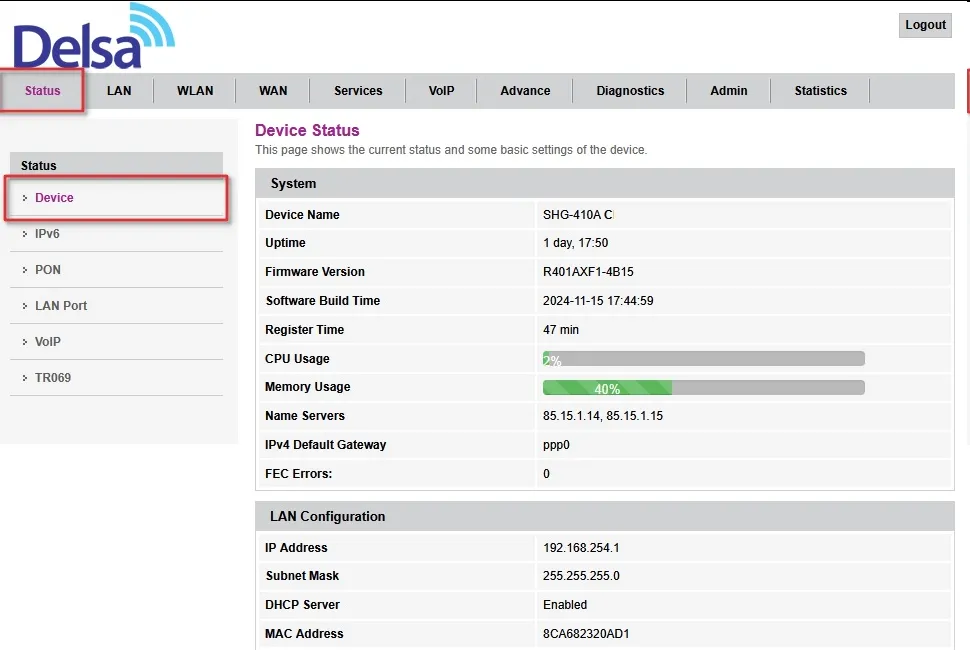 Delsa
Logout
Status LAN WLAN WAN Services VoIP Advance Diagnostics Admin Statistics
Status
Device
IPv6
PON
LAN Port
VoIP
TR069
Device Status
This page shows the current status and some basic settings of the device.
System
Device Name SHG-410A C
Uptime 1 day, 17:50
Firmware Version R401AXF1-4B15
Software Build Time 2024-11-15 17:44:59
Register Time 47 min
CPU Usage 2%
Memory Usage 40%
Name Servers 85.15.1.14, 85.15.1.15
IPv4 Default Gateway ppp0
FEC Errors: 0
LAN Configuration
IP Address 192.168.254.1
Subnet Mask 255.255.255.0
DHCP Server Enabled
MAC Address 8CA682320AD1